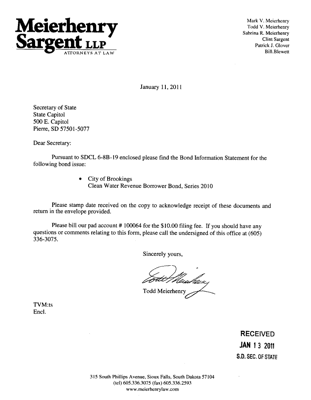 Meierhenry
Sargent LLP
ATTORNEYS AT LAW
Mark V. Meierhenry
Todd V. Meierhenry
Sabrina R. Meierhenry
Clint Sargent
Patrick J. Glover
Bill Blewett
January 11, 2011
Secretary of State
State Capitol
500 E. Capitol
Pierre, SD 57501-5077
Dear Secretary:
Pursuant to SDCL 6-8B-19 enclosed please find the Bond Information Statement for the
following bond issue:
• City of Brookings
Clean Water Revenue Borrower Bond, Series 2010
Please stamp date received on the copy to acknowledge receipt of these documents and
return in the envelope provided.
Please bill our pad account # 100064 for the $10.00 filing fee. If you should have any
questions or comments relating to this form, please call the undersigned of this office at (605)
336-3075.
Sincerely yours,
Todd Meierhenry
Todd Meierhenry
TVM:ts
Encl.
RECEIVED
JAN 13 2011
S.D. SEC. OF STATE
315 South Phillips Avenue, Sioux Falls, South Dakota 57104
(tel) 605.336.3075 (fax) 605.336.2593
www.meierhenrylaw.com